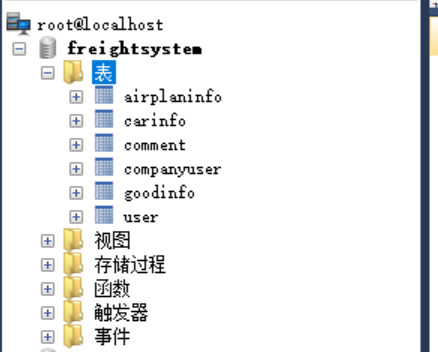 root@localhost
freightsystem
表
airplaninfo
carinfo
comment
companyuser
goodinfo
user
视图
存储过程
函数
触发器
事件